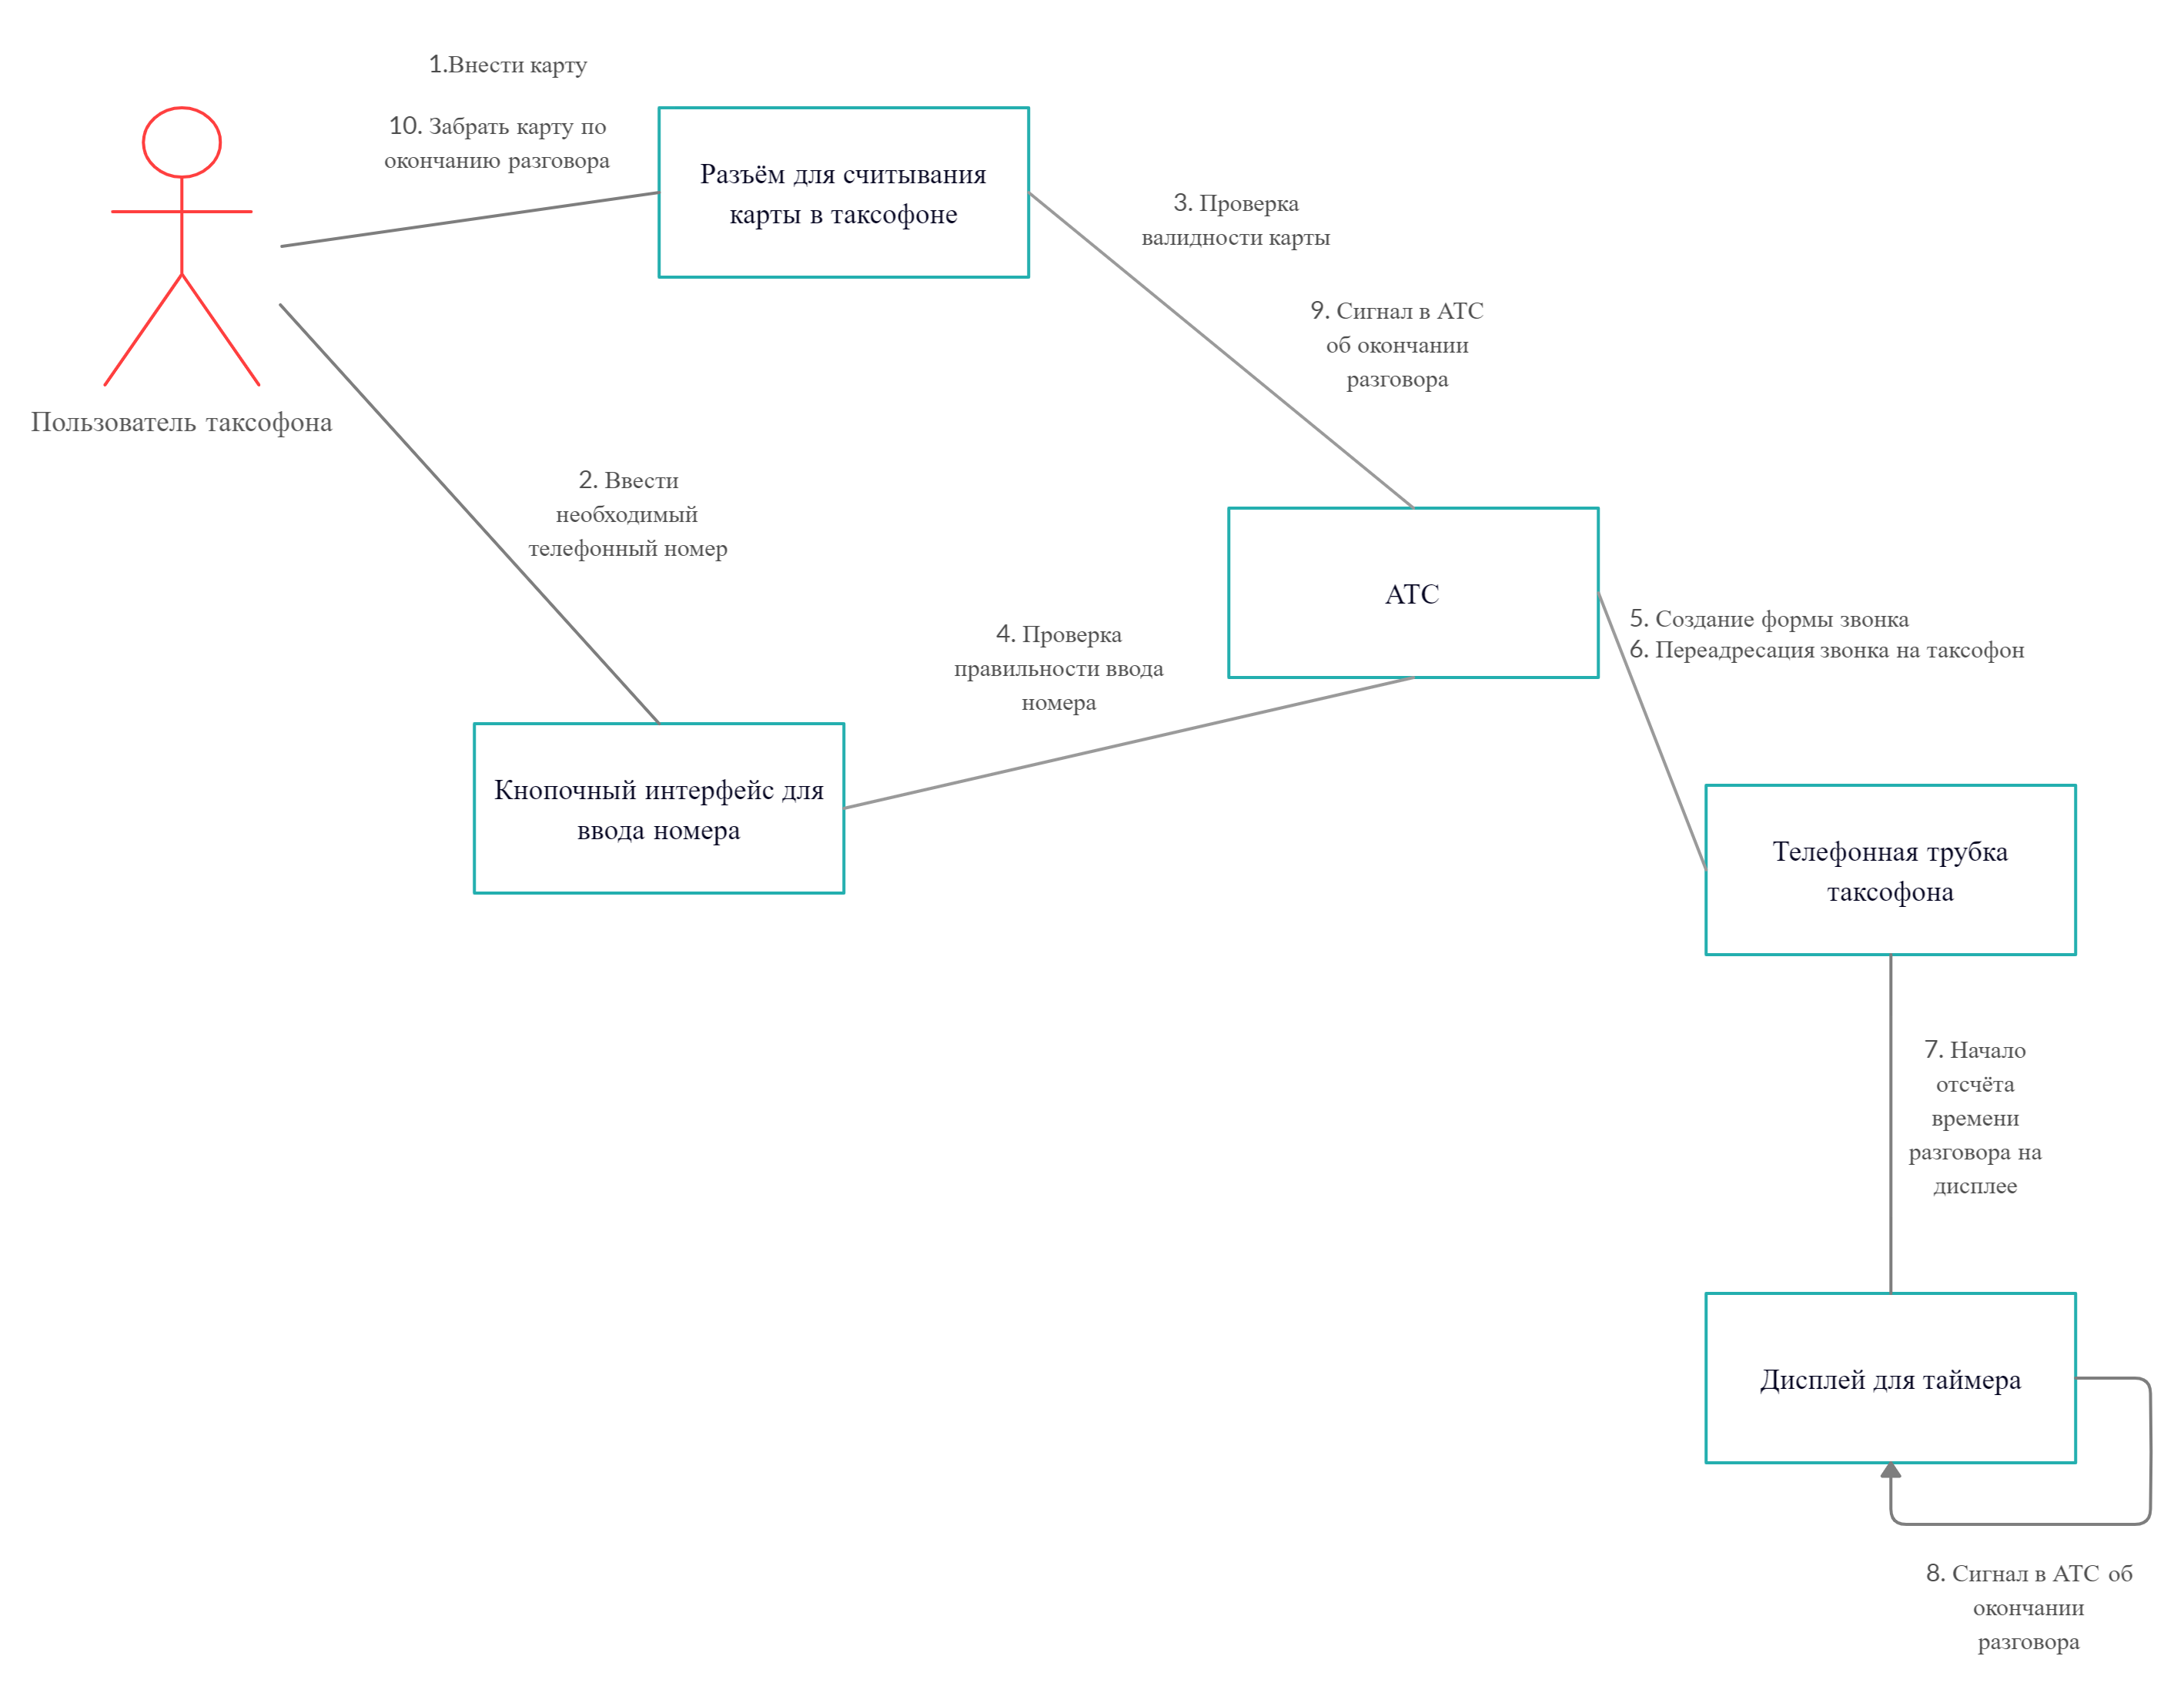 1.Внести карту
10. Забрать карту по
окончанию разговора
Разъём для считывания
карты в таксофоне
3. Проверка
валидности карты
9. Сигнал в АТС
об окончании
разговора
Пользователь таксофона
2. Ввести
необходимый
телефонный номер
АТС
5. Создание формы звонка
6. Переадресация звонка на таксофон
4. Проверка
правильности ввода
номера
Кнопочный интерфейс для
ввода номера
Телефонная трубка
таксофона
7. Начало
отсчёта
времени
разговора на
дисплее
Дисплей для таймера
8. Сигнал в АТС об
окончании
разговора